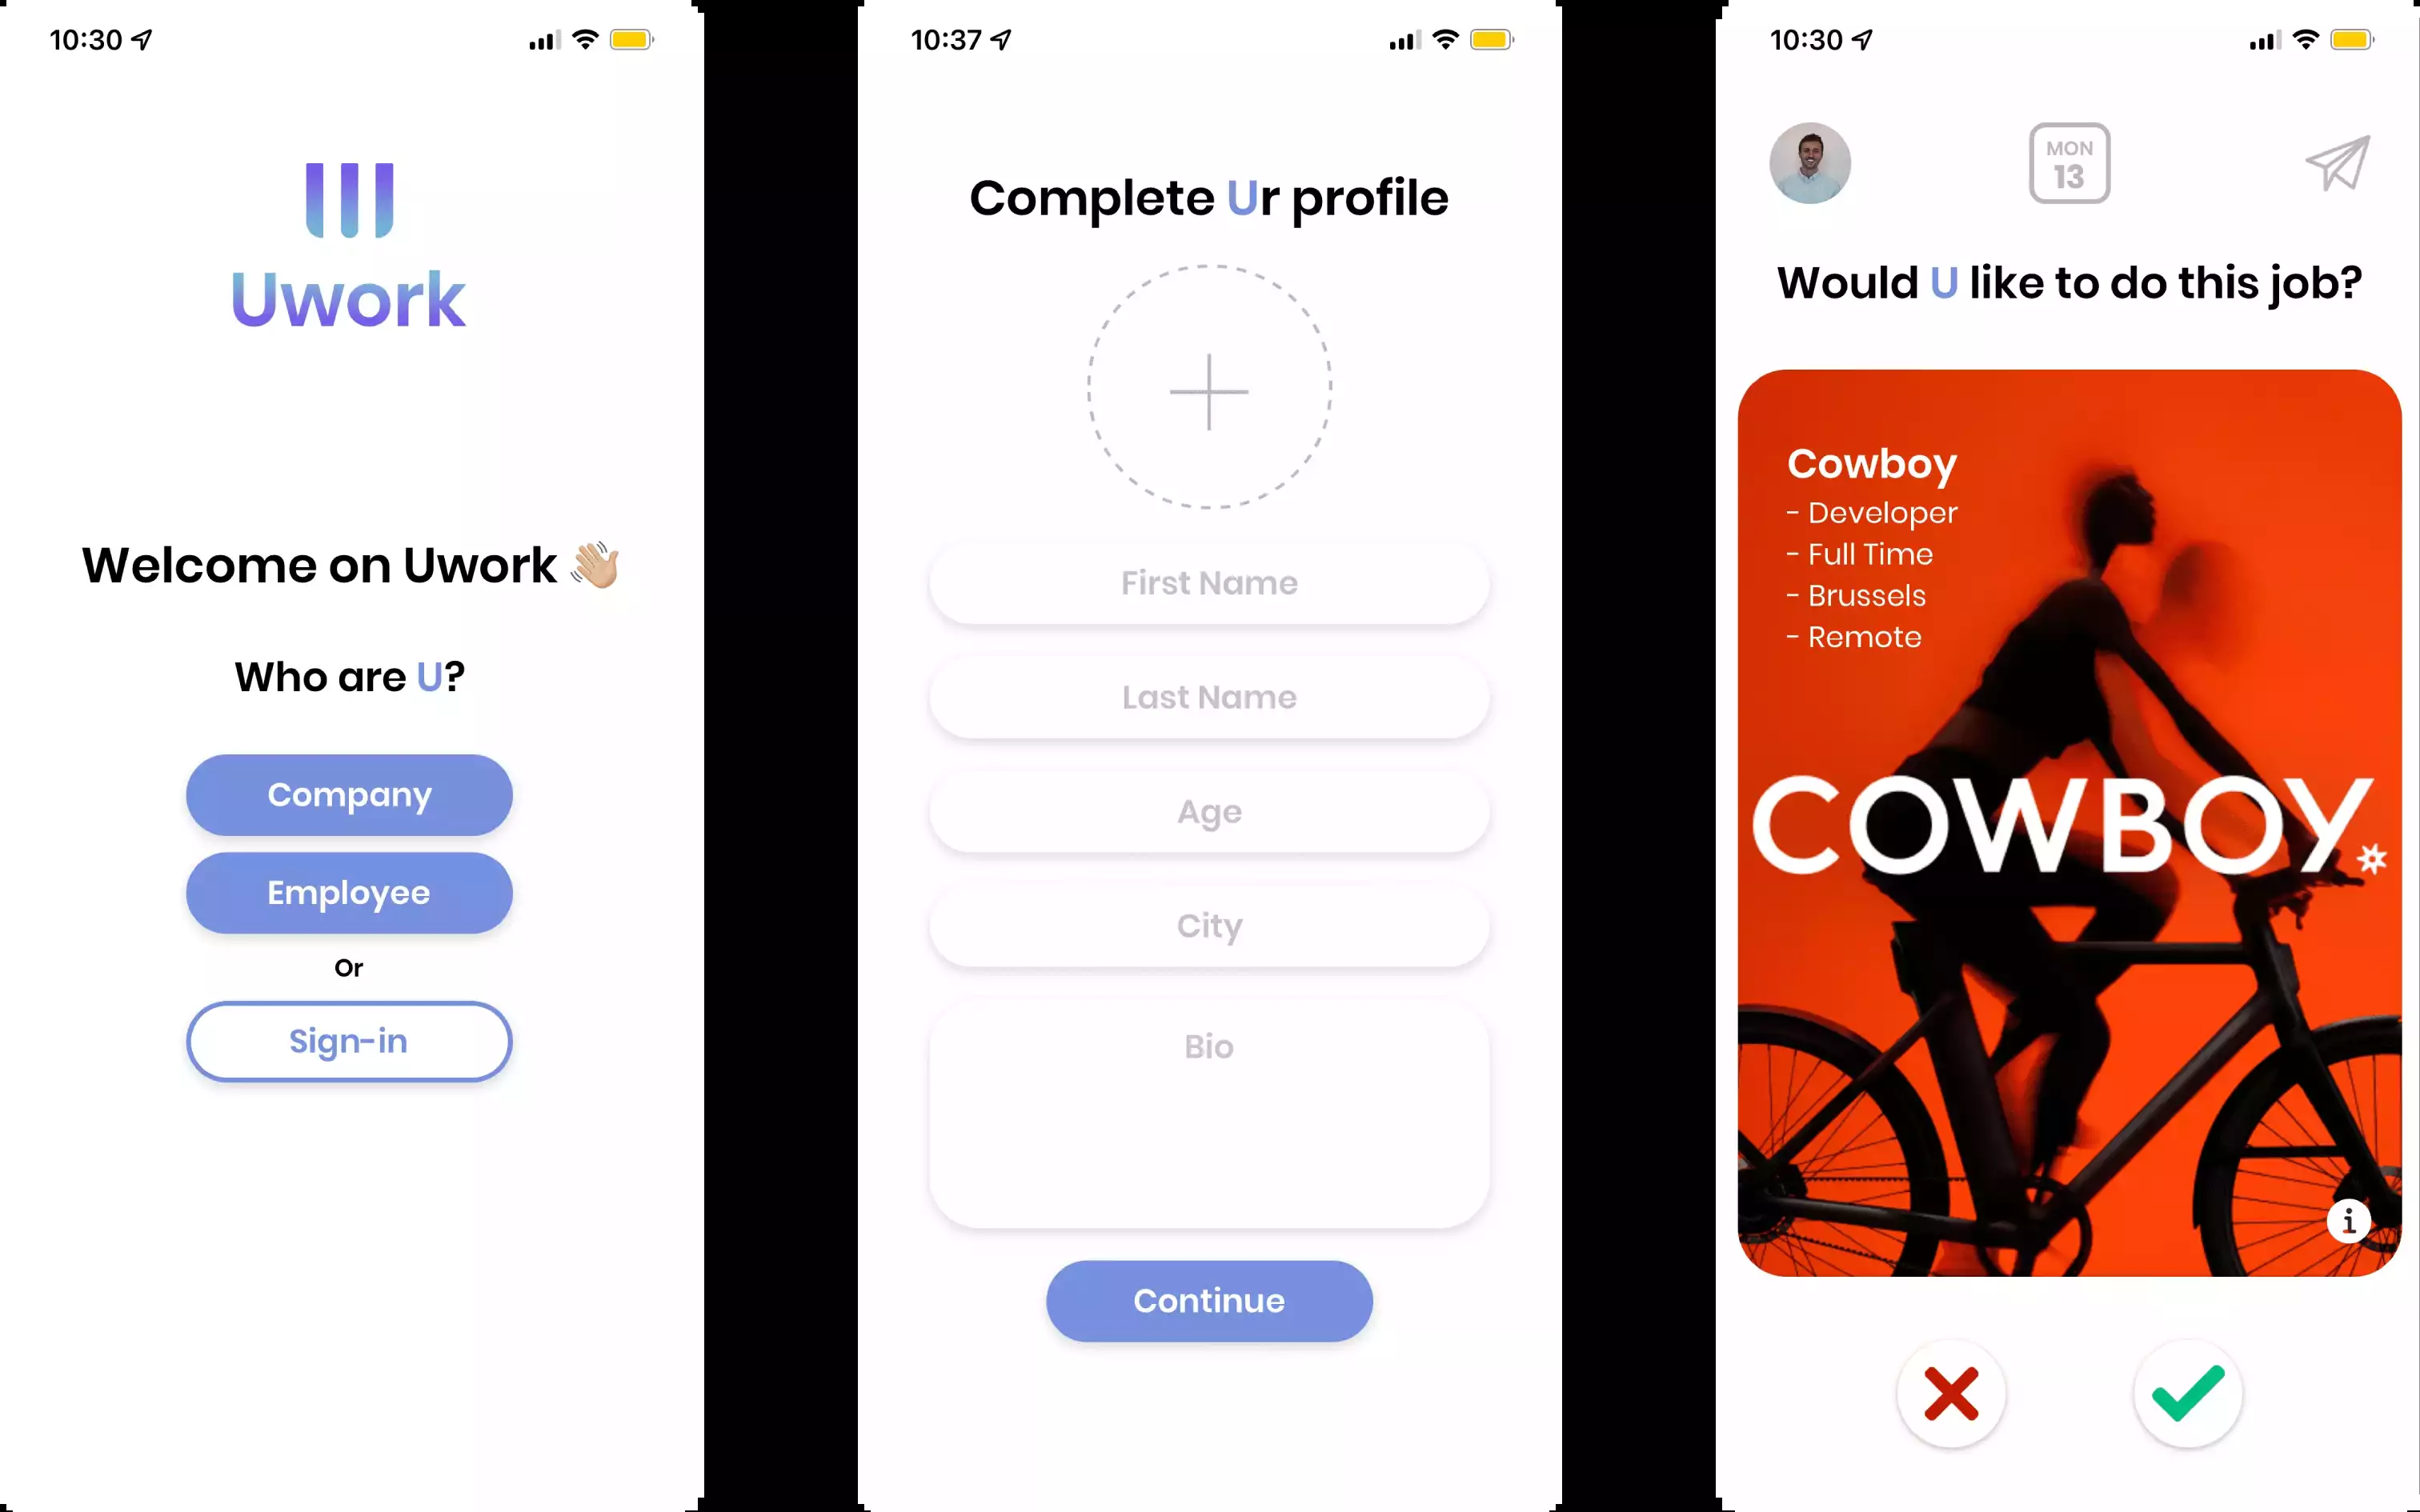 10:30
Uwork
Welcome on Uwork 👋🏼
Who are U?
Company
Employee
Or
Sign-in
10:37
Complete Ur profile
First Name
Last Name
Age
City
Bio
Continue
10:30
MON
13
Would U like to do this job?
Cowboy
- Developer
- Full Time
- Brussels
- Remote
COWBOY
i